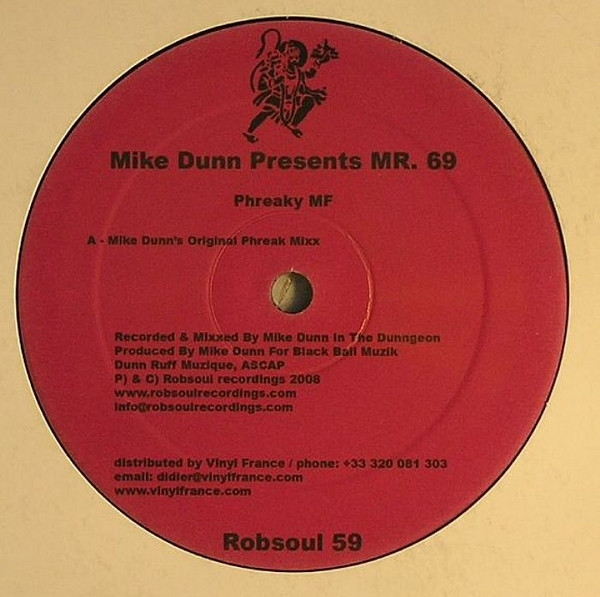 Mike Dunn Presents MR. 69
Phreaky MF
A - Mike Dunn's Original Phreak Mixx
Recorded & Mixxed By Mike Dunn In The Dunngeon
Produced By Mike Dunn For Black Ball Muzik
Dunn Ruff Muzique, ASCAP
P) & C) Robsoul recordings 2008
www.robsoulrecordings.com
info@robsoulrecordings.com
distributed by Vinyl France / phone: +33 320 081 303
email: didier@vinylfrance.com
www.vinylfrance.com
Robsoul 59